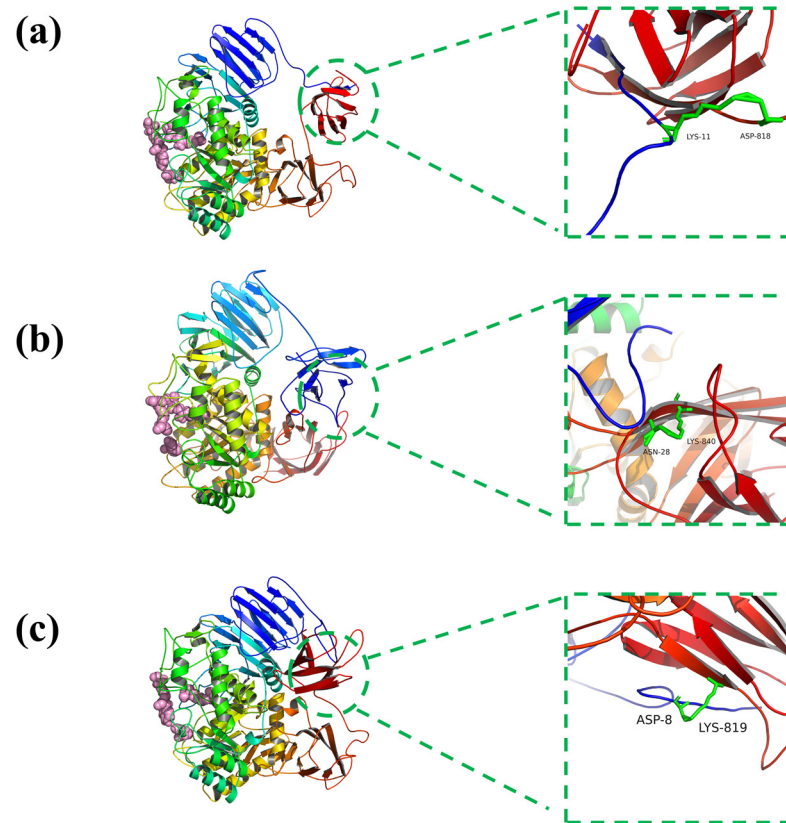 (a)
LYS-11
ASP-818
(b)
LYS-840
ASN-28
(c)
ASP-8
LYS-819